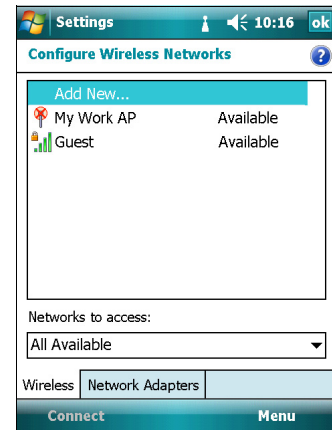 Settings 10:16 ok
Configure Wireless Networks ?
Add New...
My Work AP Available
Guest Available
Networks to access:
All Available
Wireless Network Adapters
Connect Menu